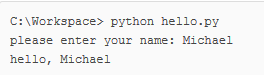 C:\Workspace> python hello.py
please enter your name: Michael
hello, Michael